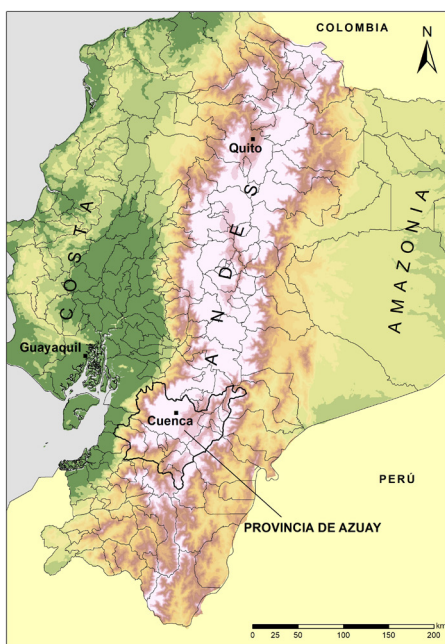 COLOMBIA
N
Quito
COSTA
ANDES
AMAZONIA
Guayaquil
Cuenca
PERÚ
PROVINCIA DE AZUAY
km
0 25 50 100 150 200